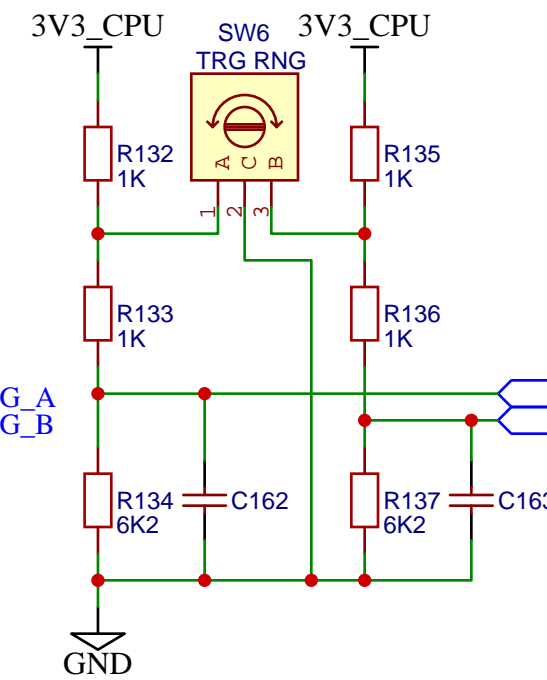 3V3_CPU
SW6
TRG RNG
3V3_CPU
A
C
B
1
2
3
R132
1K
R135
1K
R133
1K
R136
1K
G_A
G_B
R134
6K2
C162
R137
6K2
C163
GND